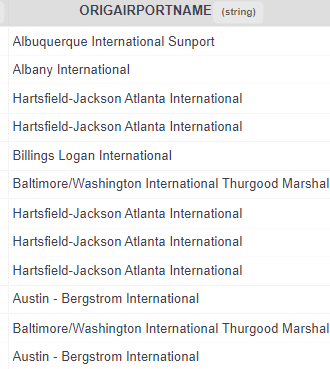 ORIGAIRPORTNAME (string)
Albuquerque International Sunport
Albany International
Hartsfield-Jackson Atlanta International
Hartsfield-Jackson Atlanta International
Billings Logan International
Baltimore/Washington International Thurgood Marshal
Hartsfield-Jackson Atlanta International
Hartsfield-Jackson Atlanta International
Hartsfield-Jackson Atlanta International
Austin - Bergstrom International
Baltimore/Washington International Thurgood Marshal
Austin - Bergstrom International